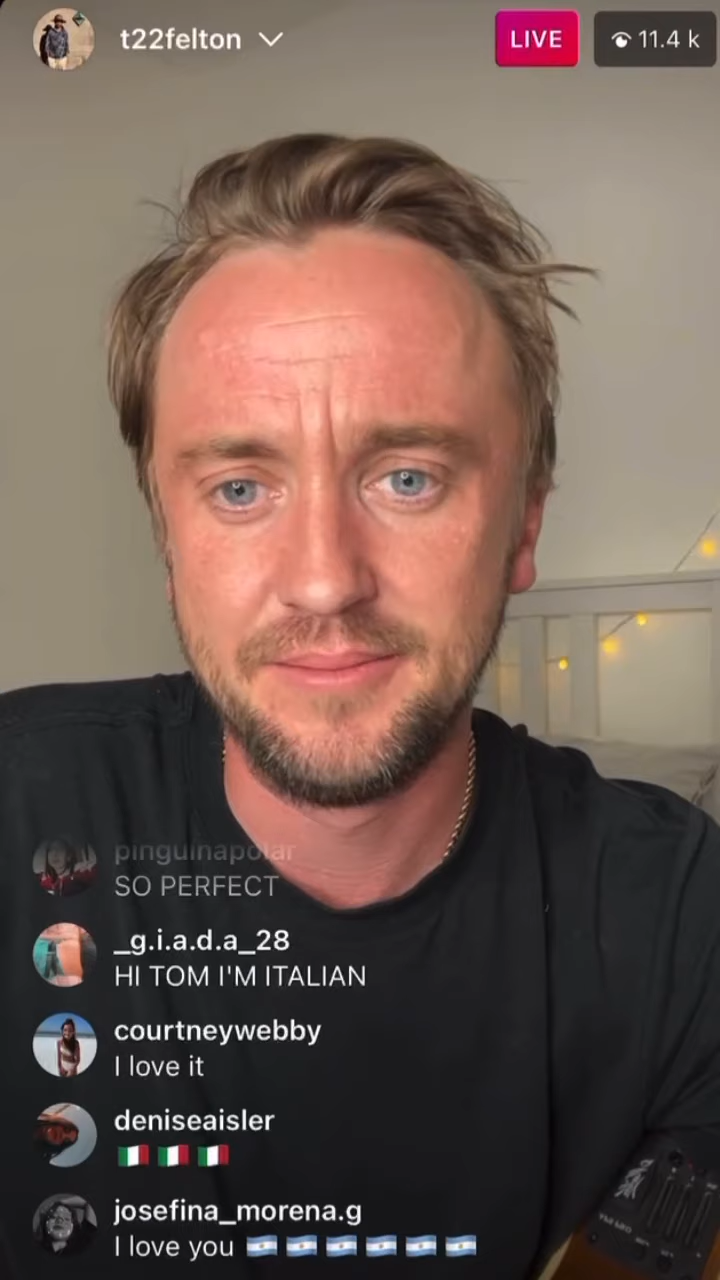 t22felton
LIVE
11.4 k
pinguinapolar
SO PERFECT
_g.i.a.d.a_28
HI TOM I'M ITALIAN
courtneywebby
I love it
deniseaisler
🇮🇹 🇮🇹 🇮🇹
josefina_morena.g
I love you 🇦🇷 🇦🇷 🇦🇷 🇦🇷 🇦🇷 🇦🇷